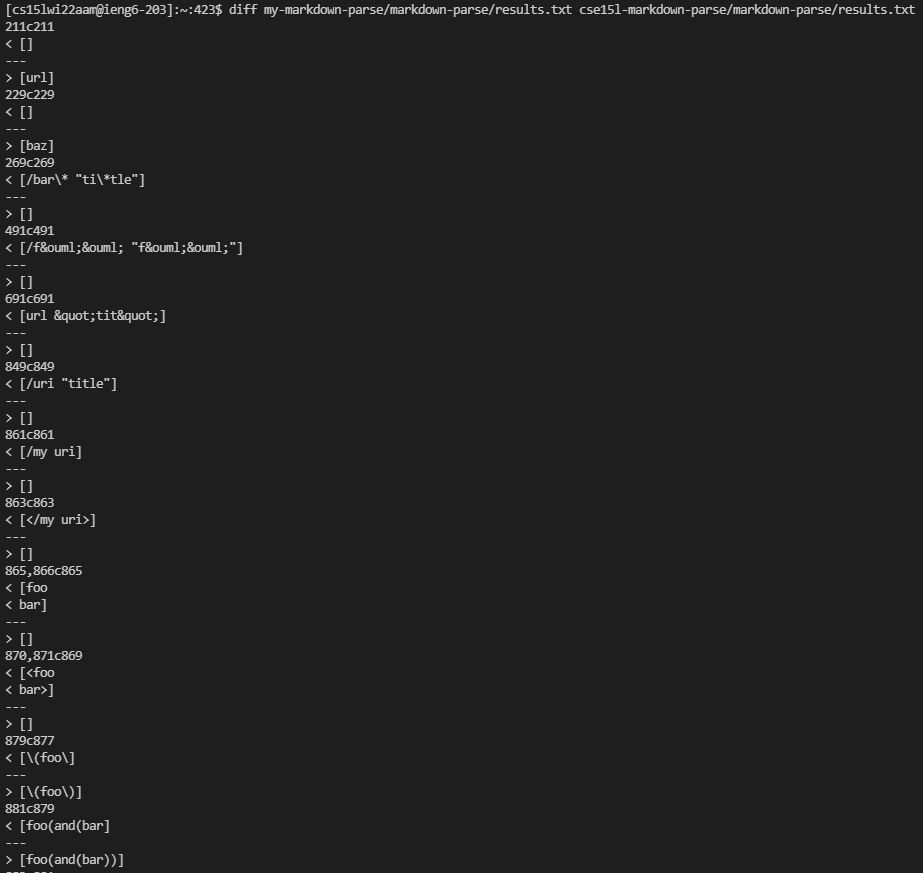 [cs15lwi22aam@ieng6-203]:~:423$ diff my-markdown-parse/markdown-parse/results.txt cse15l-markdown-parse/markdown-parse/results.txt
211c211
< []
---
> [url]
229c229
< []
---
> [baz]
269c269
< [/bar\* "ti\*tle"]
---
> []
491c491
< [/f&ouml;&ouml; "f&ouml;&ouml;"]
---
> []
691c691
< [url &quot;tit&quot;]
---
> []
849c849
< [/uri "title"]
---
> []
861c861
< [/my uri]
---
> []
863c863
< [</my uri>]
---
> []
865,866c865
< [foo
< bar]
---
> []
870,871c869
< [<foo
< bar>]
---
> []
879c877
< [\(foo\]
---
> [\(foo\)]
881c879
< [foo(and(bar]
---
> [foo(and(bar))]